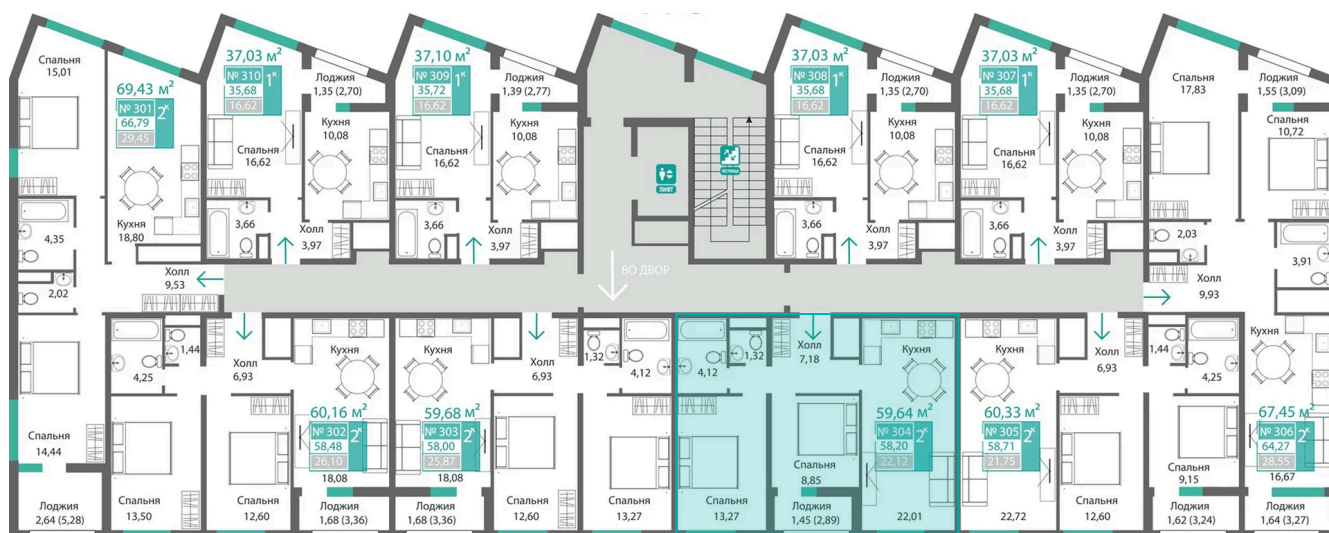 Спальня
15,01
69,43 м²
№ 301
2к
66,79
29,45
Кухня
18,80
4,35
2,02
Холл
9,53
Спальня
14,44
Лоджия
2,64 (5,28)
37,03 м²
№ 310
1к
35,68
16,62
Лоджия
1,35 (2,70)
Кухня
10,08
Спальня
16,62
3,66
Холл
3,97
37,10 м²
№ 309
1к
35,72
16,62
Лоджия
1,39 (2,77)
Кухня
10,08
Спальня
16,62
3,66
Холл
3,97
ЛИФТ
ЛЕСТНИЦА
ВО ДВОР
37,03 м²
№ 308
1к
35,68
16,62
Лоджия
1,35 (2,70)
Кухня
10,08
Спальня
16,62
3,66
Холл
3,97
37,03 м²
№ 307
1к
35,68
16,62
Лоджия
1,35 (2,70)
Кухня
10,08
Спальня
16,62
3,66
Холл
3,97
Спальня
17,83
Лоджия
1,55 (3,09)
Спальня
10,72
2,03
3,91
Холл
9,93
Кухня
18,08
4,25
1,44
Холл
6,93
Кухня
60,16 м²
№ 302
2к
58,48
26,10
18,08
Спальня
13,50
Спальня
12,60
Лоджия
1,68 (3,36)
Кухня
59,68 м²
№ 303
2к
58,00
25,87
18,08
Лоджия
1,68 (3,36)
Холл
6,93
1,32
4,12
Спальня
12,60
Спальня
13,27
4,12
1,32
Холл
7,18
Кухня
59,64 м²
№ 304
2к
58,20
22,12
Спальня
13,27
Спальня
8,85
Лоджия
1,45 (2,89)
22,01
Кухня
60,33 м²
№ 305
2к
58,71
21,75
22,72
Холл
6,93
1,44
4,25
Спальня
12,60
Спальня
9,15
Лоджия
1,62 (3,24)
67,45 м²
№ 306
2к
64,27
28,55
16,67
Лоджия
1,64 (3,27)